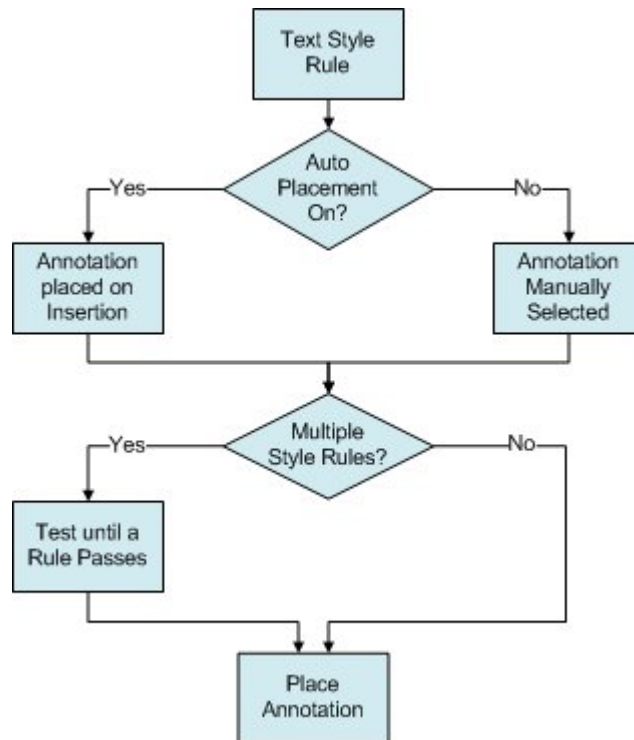 Text Style
Rule
Auto
Placement
On?
Yes
No
Annotation
placed on
Insertion
Annotation
Manually
Selected
Multiple
Style Rules?
Yes
No
Test until a
Rule Passes
Place
Annotation